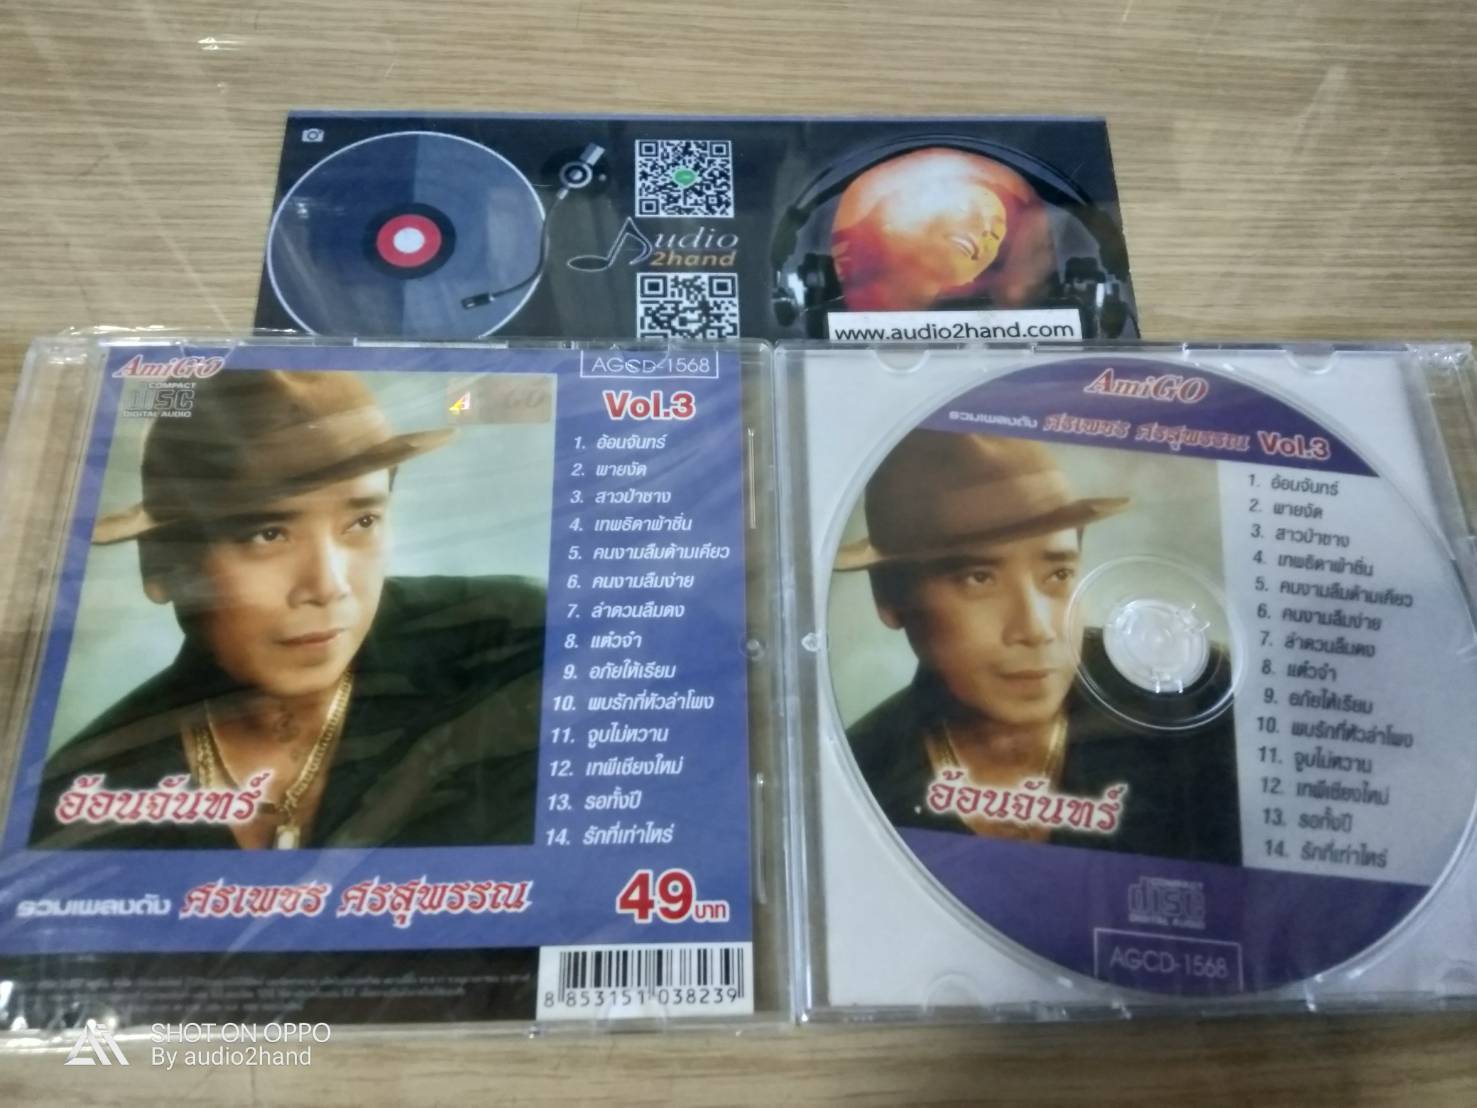 udio
2hand
www.audio2hand.com
AmiGO
COMPACT
disc
DIGITAL AUDIO
AGCD-1568
Vol.3
1. อ้อนจันทร์
2. พายงัด
3. สาวป่าซาง
4. เทพธิดาผ้าซิ่น
5. คนงามลืมด้ามเคียว
6. คนงามลืมง่าย
7. ลำดวนลืมดง
8. แต๋วจ๋า
9. อภัยให้เรียม
10. พบรักที่หัวลำโพง
11. จูบไม่หวาน
12. เทพีเชียงใหม่
13. รอทั้งปี
14. รักที่เท่าไหร่
อ้อนจันทร์
รวมเพลงดัง ศรเพชร ศรสุพรรณ
49 บาท
8 853151 038239
AmiGO
รวมเพลงดัง ศรเพชร ศรสุพรรณ Vol.3
1. อ้อนจันทร์
2. พายงัด
3. สาวป่าซาง
4. เทพธิดาผ้าซิ่น
5. คนงามลืมด้ามเคียว
6. คนงามลืมง่าย
7. ลำดวนลืมดง
8. แต๋วจ๋า
9. อภัยให้เรียม
10. พบรักที่หัวลำโพง
11. จูบไม่หวาน
12. เทพีเชียงใหม่
13. รอทั้งปี
14. รักที่เท่าไหร่
อ้อนจันทร์
disc
AGCD-1568
SHOT ON OPPO
By audio2hand